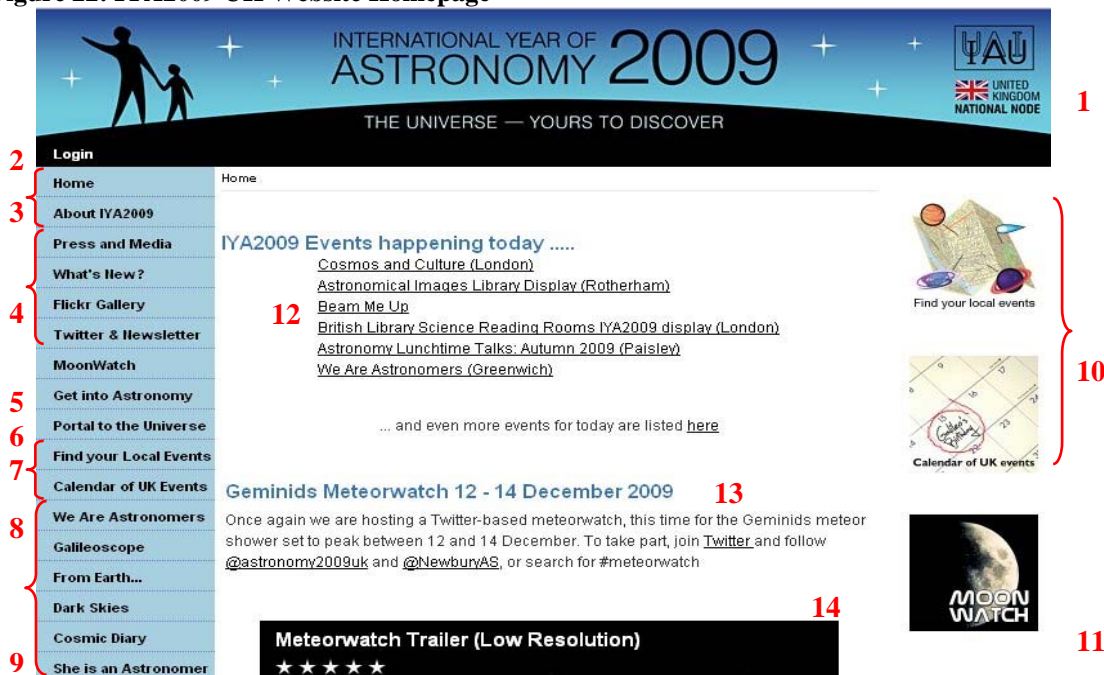 Figure 22: IYA2009 UK Website Homepage
INTERNATIONAL YEAR OF
ASTRONOMY 2009
THE UNIVERSE — YOURS TO DISCOVER
IAU
UNITED
KINGDOM
NATIONAL NODE
1
Login
2
Home
3
About IYA2009
Press and Media
What's New?
4
Flickr Gallery
Twitter & Newsletter
MoonWatch
5
Get into Astronomy
6
Portal to the Universe
7
Find your Local Events
Calendar of UK Events
8
We Are Astronomers
Galileoscope
From Earth...
Dark Skies
Cosmic Diary
9
She is an Astronomer
Home
IYA2009 Events happening today .....
Cosmos and Culture (London)
Astronomical Images Library Display (Rotherham)
12
Beam Me Up
British Library Science Reading Rooms IYA2009 display (London)
Astronomy Lunchtime Talks: Autumn 2009 (Paisley)
We Are Astronomers (Greenwich)
... and even more events for today are listed here
Geminids Meteorwatch 12 - 14 December 2009
13
Once again we are hosting a Twitter-based meteorwatch, this time for the Geminids meteor
shower set to peak between 12 and 14 December. To take part, join Twitter and follow
@astronomy2009uk and @NewburyAS, or search for #meteorwatch
14
Meteorwatch Trailer (Low Resolution)
Find your local events
10
Galileo's
Birthday
Calendar of UK events
MOON
WATCH
11